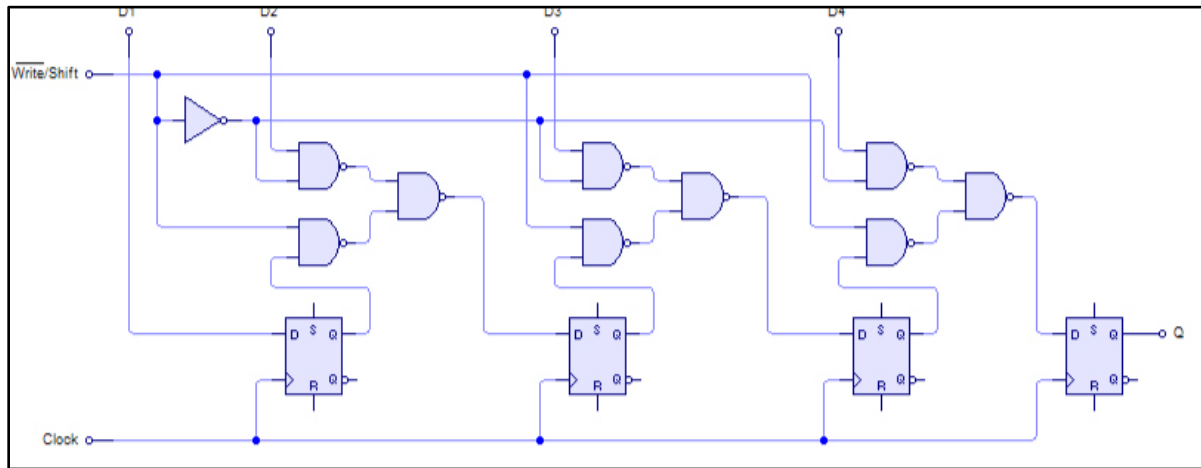 D1 D2 D3 D4
Write/Shift
D S Q D S Q D S Q D S Q Q
R Q R Q R Q R Q
Clock